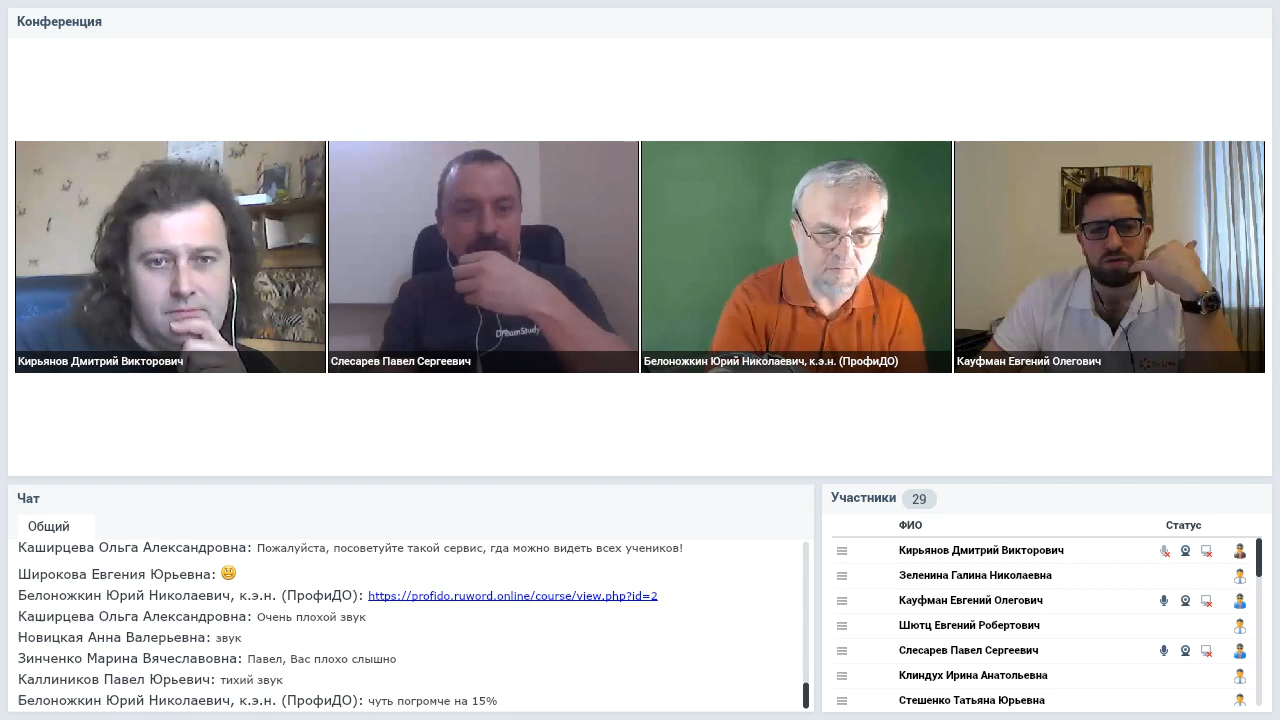 Конференция
Кирьянов Дмитрий Викторович
DreamStudy
Слесарев Павел Сергеевич
Белоножкин Юрий Николаевич, к.э.н. (ПрофиДО)
Кауфман Евгений Олегович
Чат
Общий
Каширцева Ольга Александровна: Пожалуйста, посоветуйте такой сервис, гда можно видеть всех учеников!
Широкова Евгения Юрьевна:
Белоножкин Юрий Николаевич, к.э.н. (ПрофиДО): https://profido.ruword.online/course/view.php?id=2
Каширцева Ольга Александровна: Очень плохой звук
Новицкая Анна Валерьевна: звук
Зинченко Марина Вячеславовна: Павел, Вас плохо слышно
Каллиников Павел Юрьевич: тихий звук
Белоножкин Юрий Николаевич, к.э.н. (ПрофиДО): чуть погромче на 15%
Участники 29
ФИО Статус
Кирьянов Дмитрий Викторович
Зеленина Галина Николаевна
Кауфман Евгений Олегович
Шютц Евгений Робертович
Слесарев Павел Сергеевич
Клиндух Ирина Анатольевна
Стешенко Татьяна Юрьевна